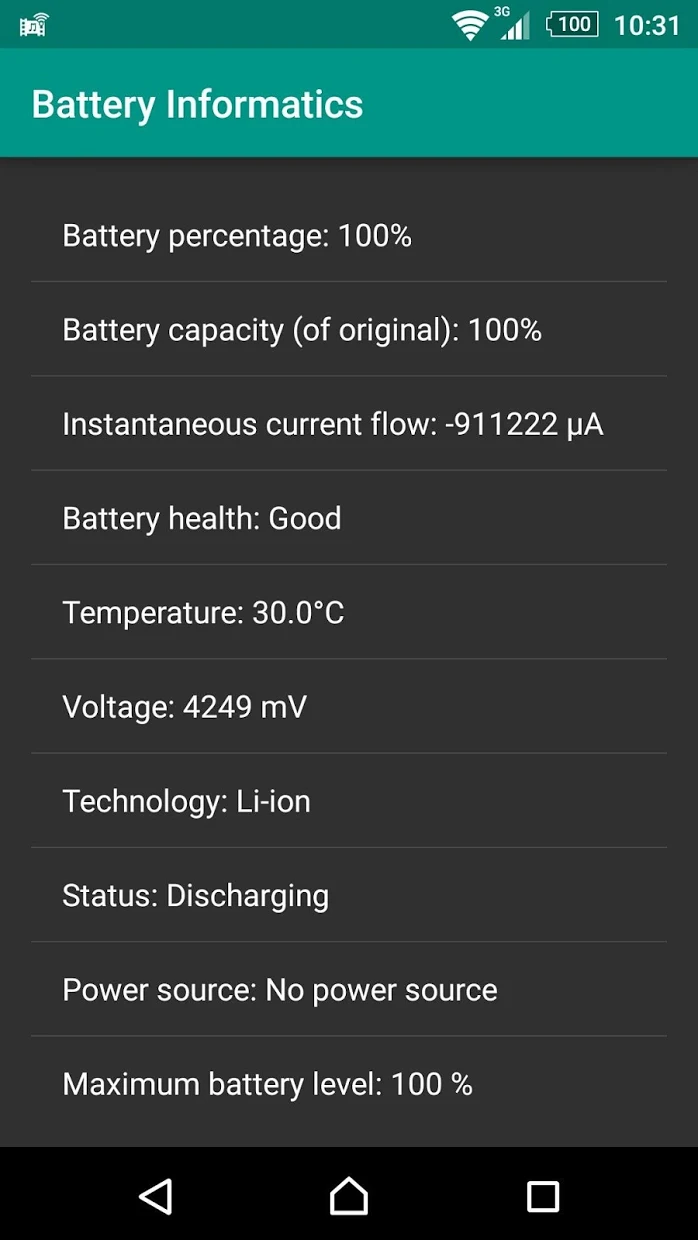 3G
100
10:31
Battery Informatics
Battery percentage: 100%
Battery capacity (of original): 100%
Instantaneous current flow: -911222 µA
Battery health: Good
Temperature: 30.0°C
Voltage: 4249 mV
Technology: Li-ion
Status: Discharging
Power source: No power source
Maximum battery level: 100 %